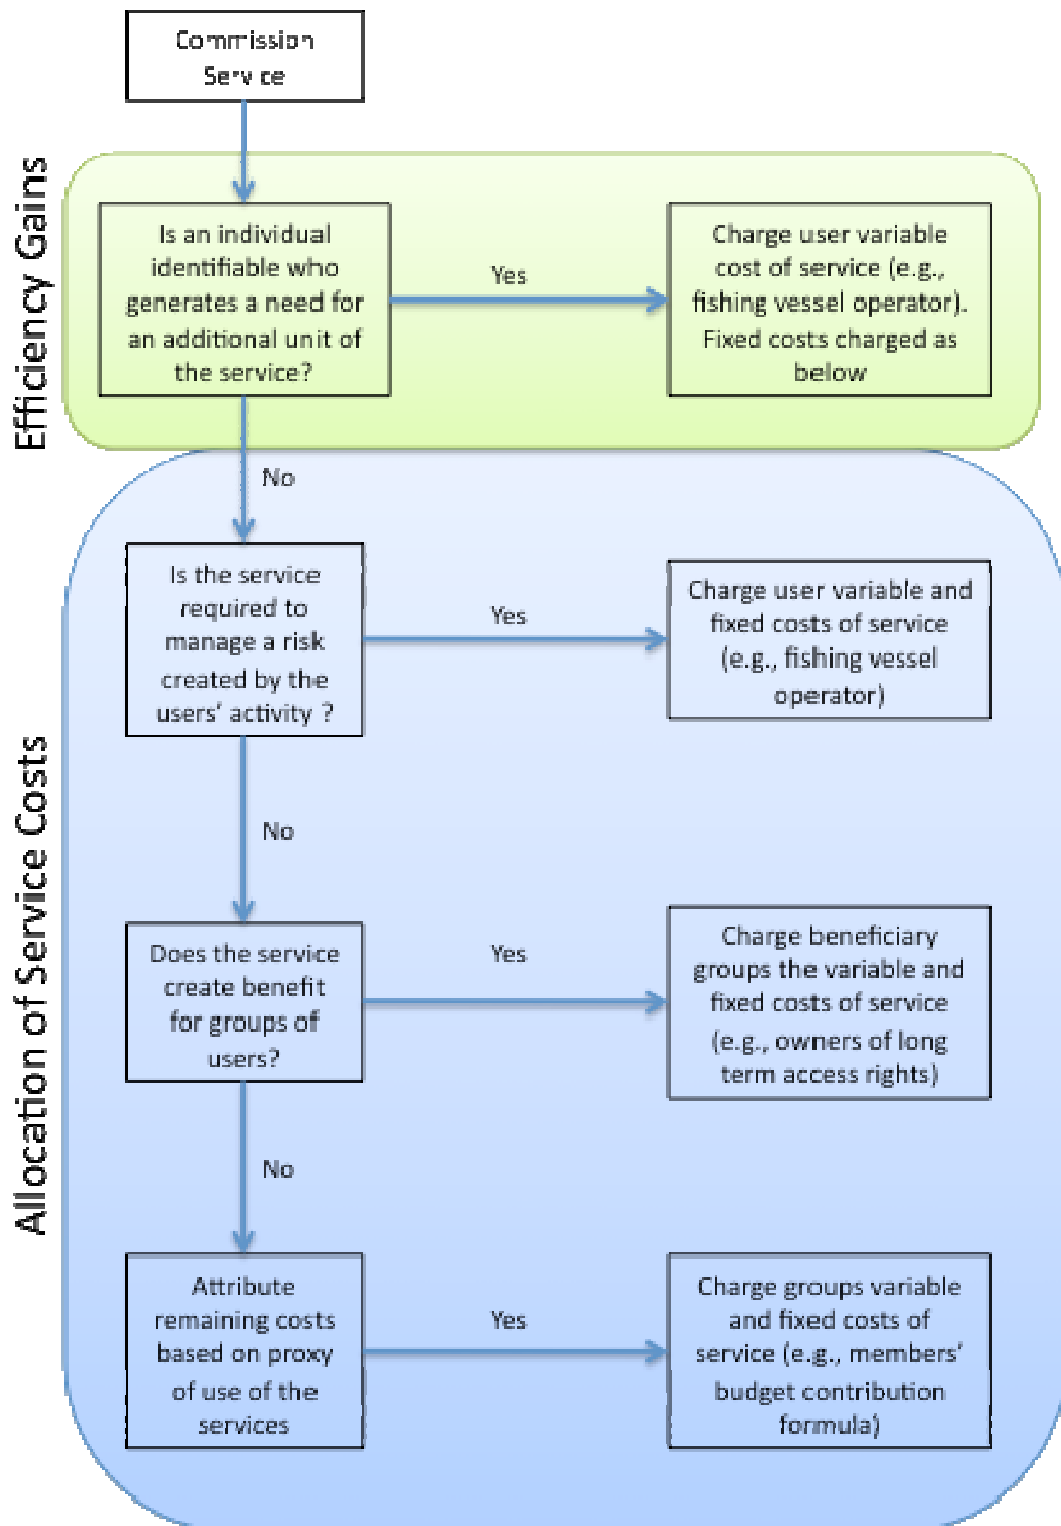 Commission
Service
Efficiency Gains
Is an individual
identifiable who
generates a need for
an additional unit of
the service?
Yes
Charge user variable
cost of service (e.g.,
fishing vessel operator).
Fixed costs charged as
below
No
Allocation of Service Costs
Is the service
required to
manage a risk
created by the
users' activity ?
Yes
Charge user variable and
fixed costs of service
(e.g., fishing vessel
operator)
No
Does the service
create benefit
for groups of
users?
Yes
Charge beneficiary
groups the variable and
fixed costs of service
(e.g., owners of long
term access rights)
No
Attribute
remaining costs
based on proxy
of use of the
services
Yes
Charge groups variable
and fixed costs of
service (e.g., members'
budget contribution
formula)